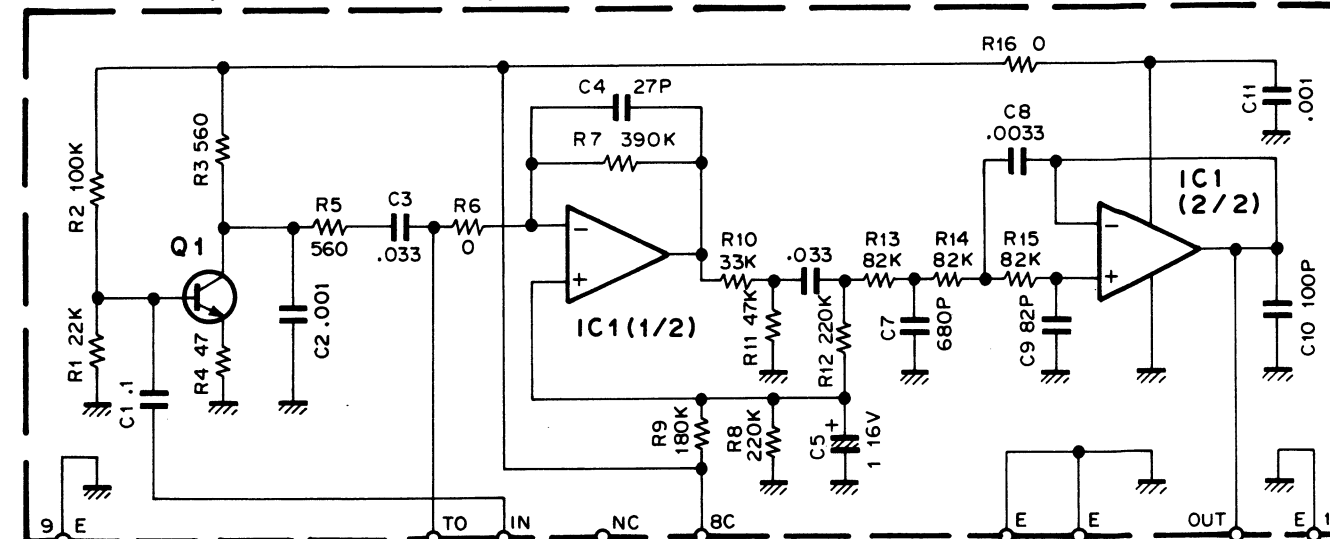 R16 0
C4 27P
C11 .001
R3 560
R7 390K
C8
.0033
R2 100K
IC1
(2/2)
R5
560
C3
.033
R6
0
Q1
−
+
R10
33K
.033
R13
82K
R14
82K
R15
82K
−
+
IC1(1/2)
R1 22K
R4 47
C2 .001
R11 47K
R12 220K
C7
680P
C9 82P
C10 100P
C1 .1
R9
180K
R8
220K
C5 +
1 16V
9 E
TO
IN
NC
8C
E
E
OUT
E 1